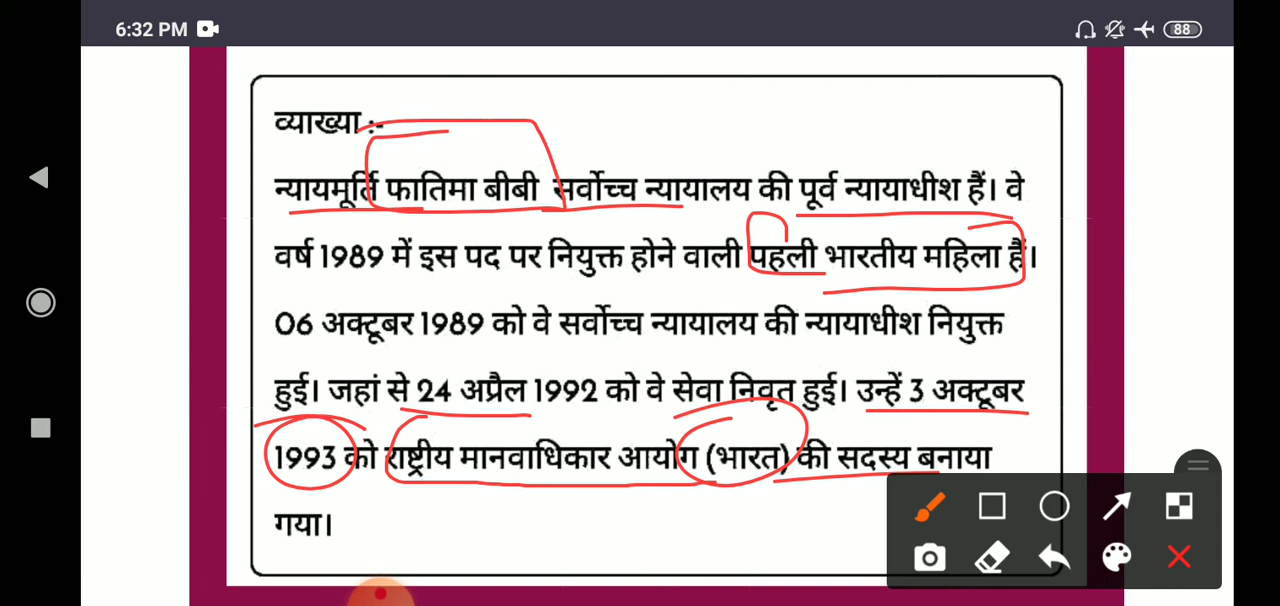 6:32 PM
88
व्याख्या :-
न्यायमूर्ति फातिमा बीबी सर्वोच्च न्यायालय की पूर्व न्यायाधीश हैं। वे
वर्ष 1989 में इस पद पर नियुक्त होने वाली पहली भारतीय महिला हैं।
06 अक्टूबर 1989 को वे सर्वोच्च न्यायालय की न्यायाधीश नियुक्त
हुई। जहां से 24 अप्रैल 1992 को वे सेवा निवृत हुई। उन्हें 3 अक्टूबर
1993 को राष्ट्रीय मानवाधिकार आयोग (भारत) की सदस्य बनाया
गया।